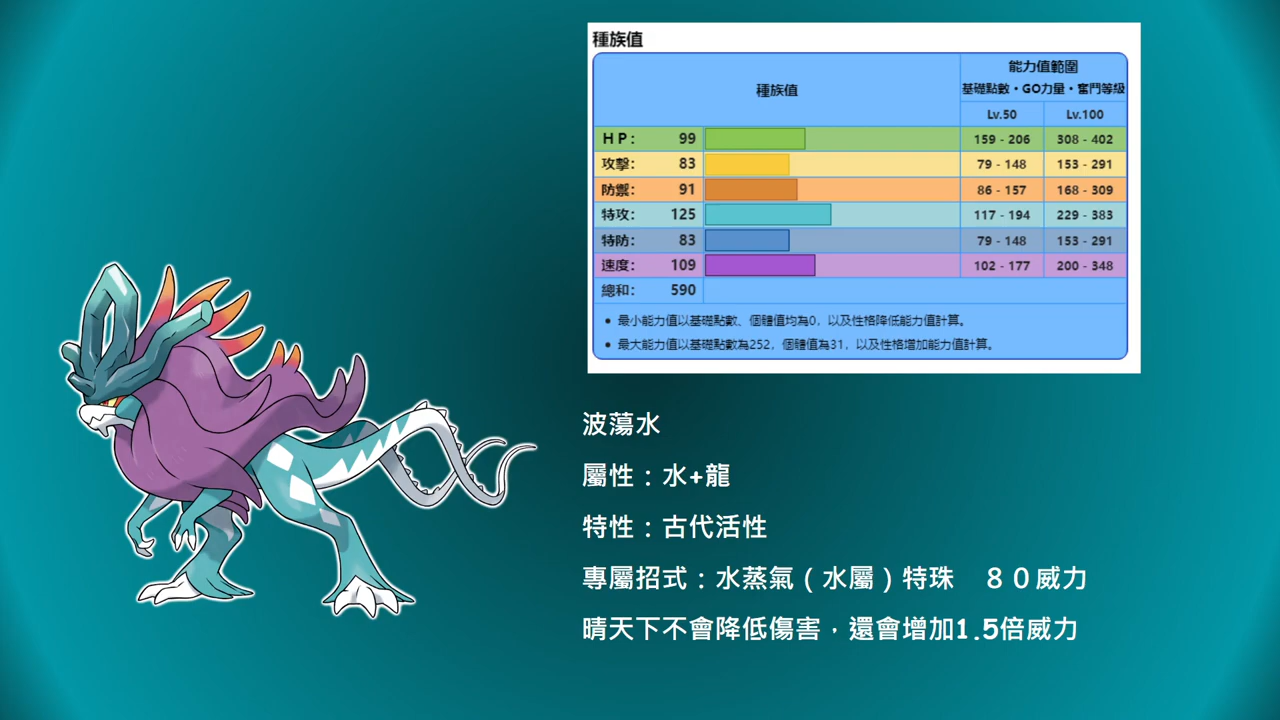 種族值
種族值
能力值範圍
基礎點數・GO力量・奮鬥等級
Lv.50 Lv.100
ＨＰ： 99 159 - 206 308 - 402
攻擊： 83 79 - 148 153 - 291
防禦： 91 86 - 157 168 - 309
特攻： 125 117 - 194 229 - 383
特防： 83 79 - 148 153 - 291
速度： 109 102 - 177 200 - 348
總和： 590
• 最小能力值以基礎點數、個體值均為0，以及性格降低能力值計算。
• 最大能力值以基礎點數為252，個體值為31，以及性格增加能力值計算。
波蕩水
屬性：水+龍
特性：古代活性
專屬招式：水蒸氣（水屬）特殊　８０威力
晴天下不會降低傷害，還會增加1.5倍威力